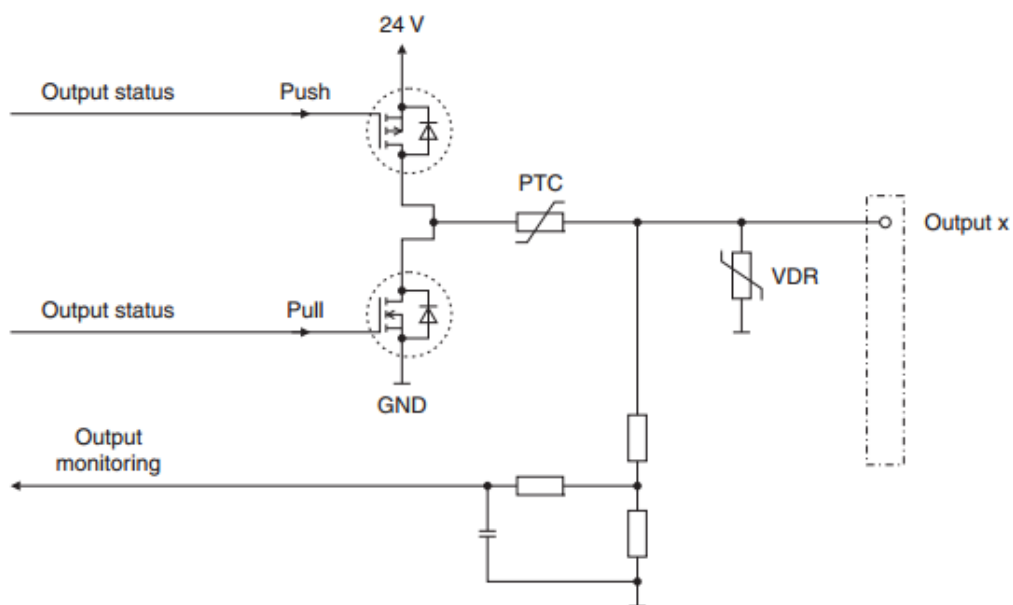 24 V
Output status
Push
PTC
Output x
VDR
Output status
Pull
GND
Output
monitoring